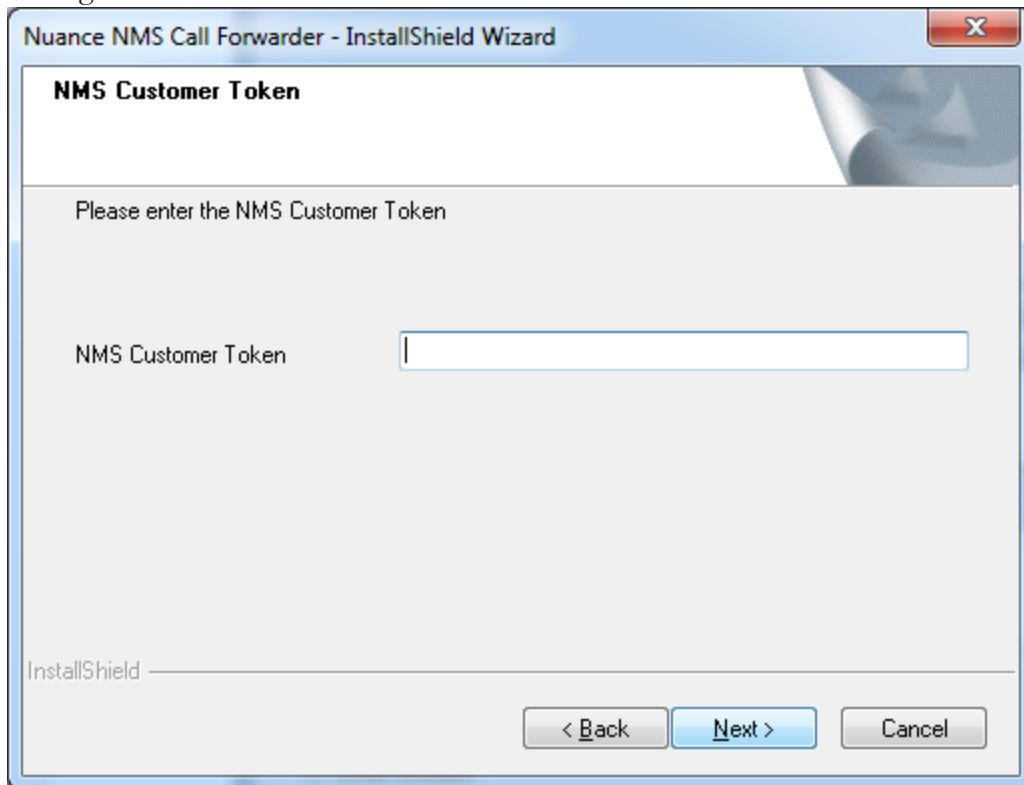 Nuance NMS Call Forwarder - InstallShield Wizard
NMS Customer Token
Please enter the NMS Customer Token
NMS Customer Token
InstallShield
< Back Next > Cancel